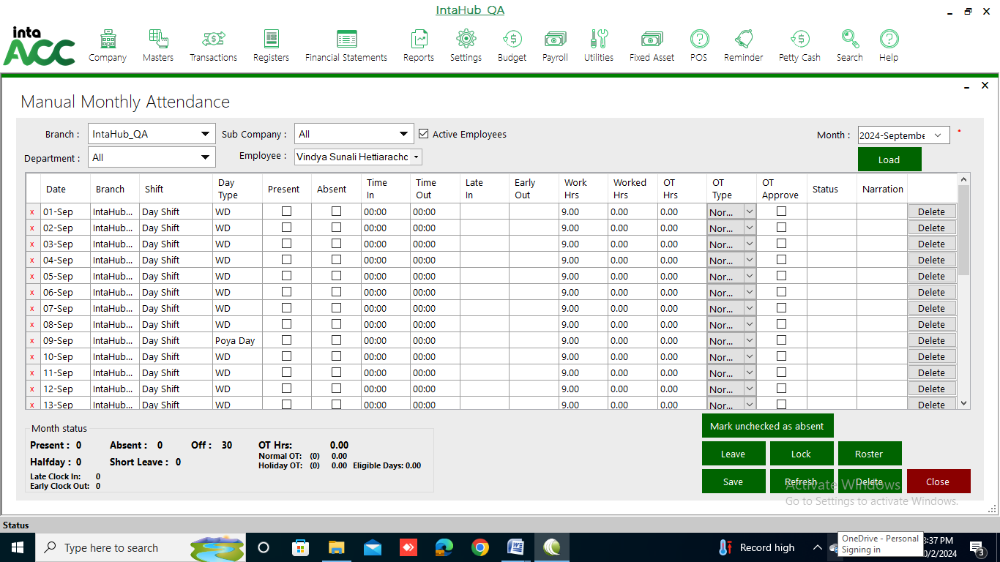 IntaHub_QA
inta
ACC
Company Masters Transactions Registers Financial Statements Reports Settings Budget Payroll Utilities Fixed Asset POS Reminder Petty Cash Search Help
Manual Monthly Attendance
Branch : IntaHub_QA Sub Company : All Active Employees Month : 2024-Septembe *
Department : All Employee : Vindya Sunali Hettiarachc Load
Date Branch Shift Day Type Present Absent Time In Time Out Late In Early Out Work Hrs Worked Hrs OT Hrs OT Type OT Approve Status Narration
x 01-Sep IntaHub... Day Shift WD 00:00 00:00 9.00 0.00 0.00 Nor... Delete
x 02-Sep IntaHub... Day Shift WD 00:00 00:00 9.00 0.00 0.00 Nor... Delete
x 03-Sep IntaHub... Day Shift WD 00:00 00:00 9.00 0.00 0.00 Nor... Delete
x 04-Sep IntaHub... Day Shift WD 00:00 00:00 9.00 0.00 0.00 Nor... Delete
x 05-Sep IntaHub... Day Shift WD 00:00 00:00 9.00 0.00 0.00 Nor... Delete
x 06-Sep IntaHub... Day Shift WD 00:00 00:00 9.00 0.00 0.00 Nor... Delete
x 07-Sep IntaHub... Day Shift WD 00:00 00:00 9.00 0.00 0.00 Nor... Delete
x 08-Sep IntaHub... Day Shift WD 00:00 00:00 9.00 0.00 0.00 Nor... Delete
x 09-Sep IntaHub... Day Shift Poya Day 00:00 00:00 9.00 0.00 0.00 Nor... Delete
x 10-Sep IntaHub... Day Shift WD 00:00 00:00 9.00 0.00 0.00 Nor... Delete
x 11-Sep IntaHub... Day Shift WD 00:00 00:00 9.00 0.00 0.00 Nor... Delete
x 12-Sep IntaHub... Day Shift WD 00:00 00:00 9.00 0.00 0.00 Nor... Delete
x 13-Sep IntaHub... Day Shift WD 00:00 00:00 9.00 0.00 0.00 Nor... Delete
Month status
Present : 0 Absent : 0 Off : 30 OT Hrs: 0.00
Normal OT: (0) 0.00
Halfday : 0 Short Leave : 0 Holiday OT: (0) 0.00 Eligible Days: 0.00
Late Clock In: 0
Early Clock Out: 0
Mark unchecked as absent
Leave Lock Roster
Save Refresh Delete Close
Activate Windows
Go to Settings to activate Windows.
Status
Type here to search
W
Record high
OneDrive - Personal
Signing in
3:37 PM
0/2/2024
3